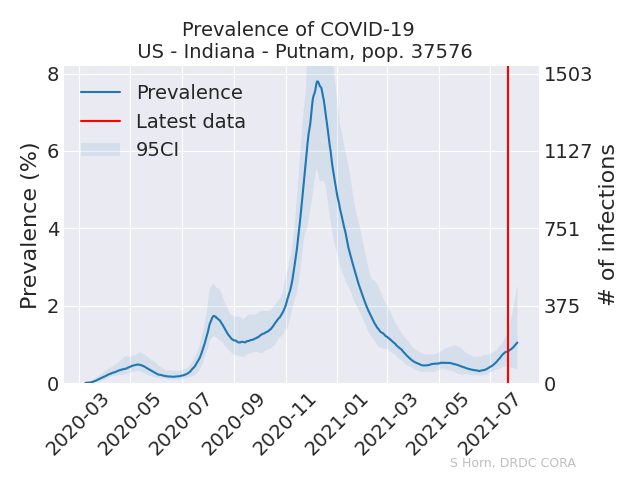 Prevalence of COVID-19
US - Indiana - Putnam, pop. 37576
Prevalence
Latest data
95CI
Prevalence (%)
8
6
4
2
0
1503
1127
751
375
0
# of infections
2020-03
2020-05
2020-07
2020-09
2020-11
2021-01
2021-03
2021-05
2021-07
S Horn, DRDC CORA